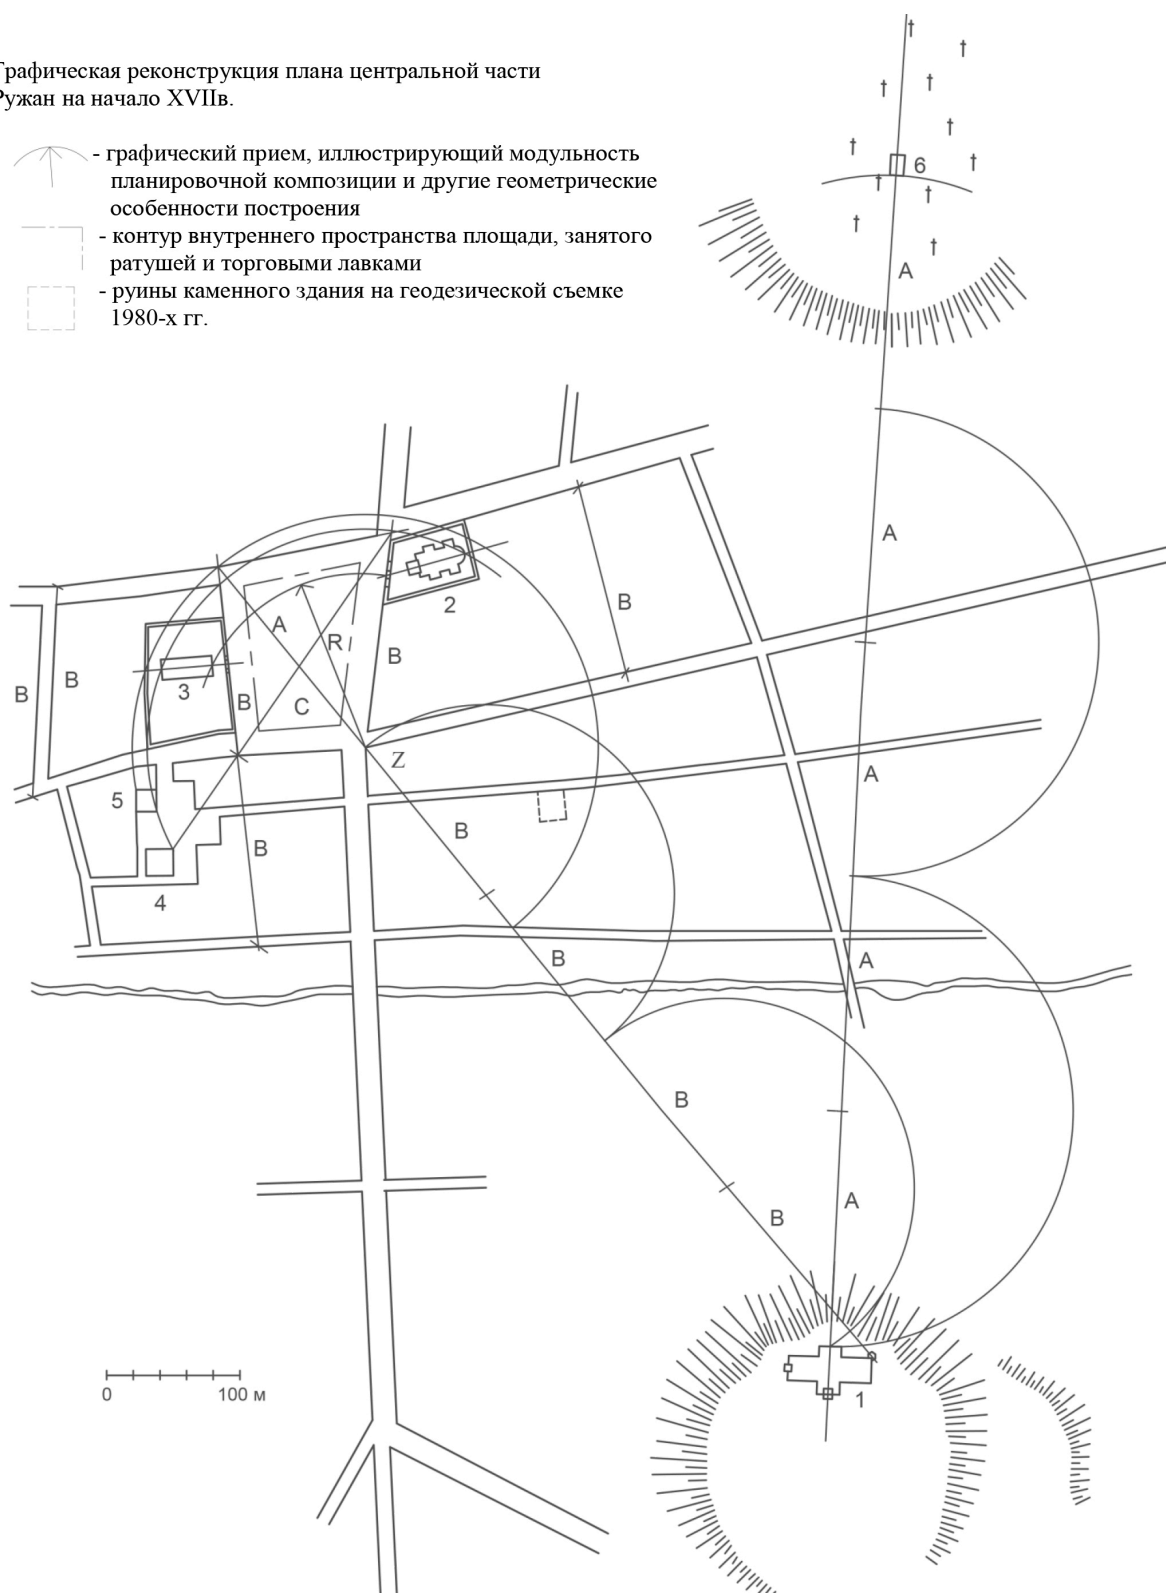 Графическая реконструкция плана центральной части
Ружан на начало XVIIв.
- графический прием, иллюстрирующий модульность
планировочной композиции и другие геометрические
особенности построения
- контур внутреннего пространства площади, занятого
ратушей и торговыми лавками
- руины каменного здания на геодезической съемке
1980-х гг.
6
A
A
B
2
A
R
B
B
B
3
B
C
Z
A
5
B
B
4
B
A
B
A
B
0
100 м
1